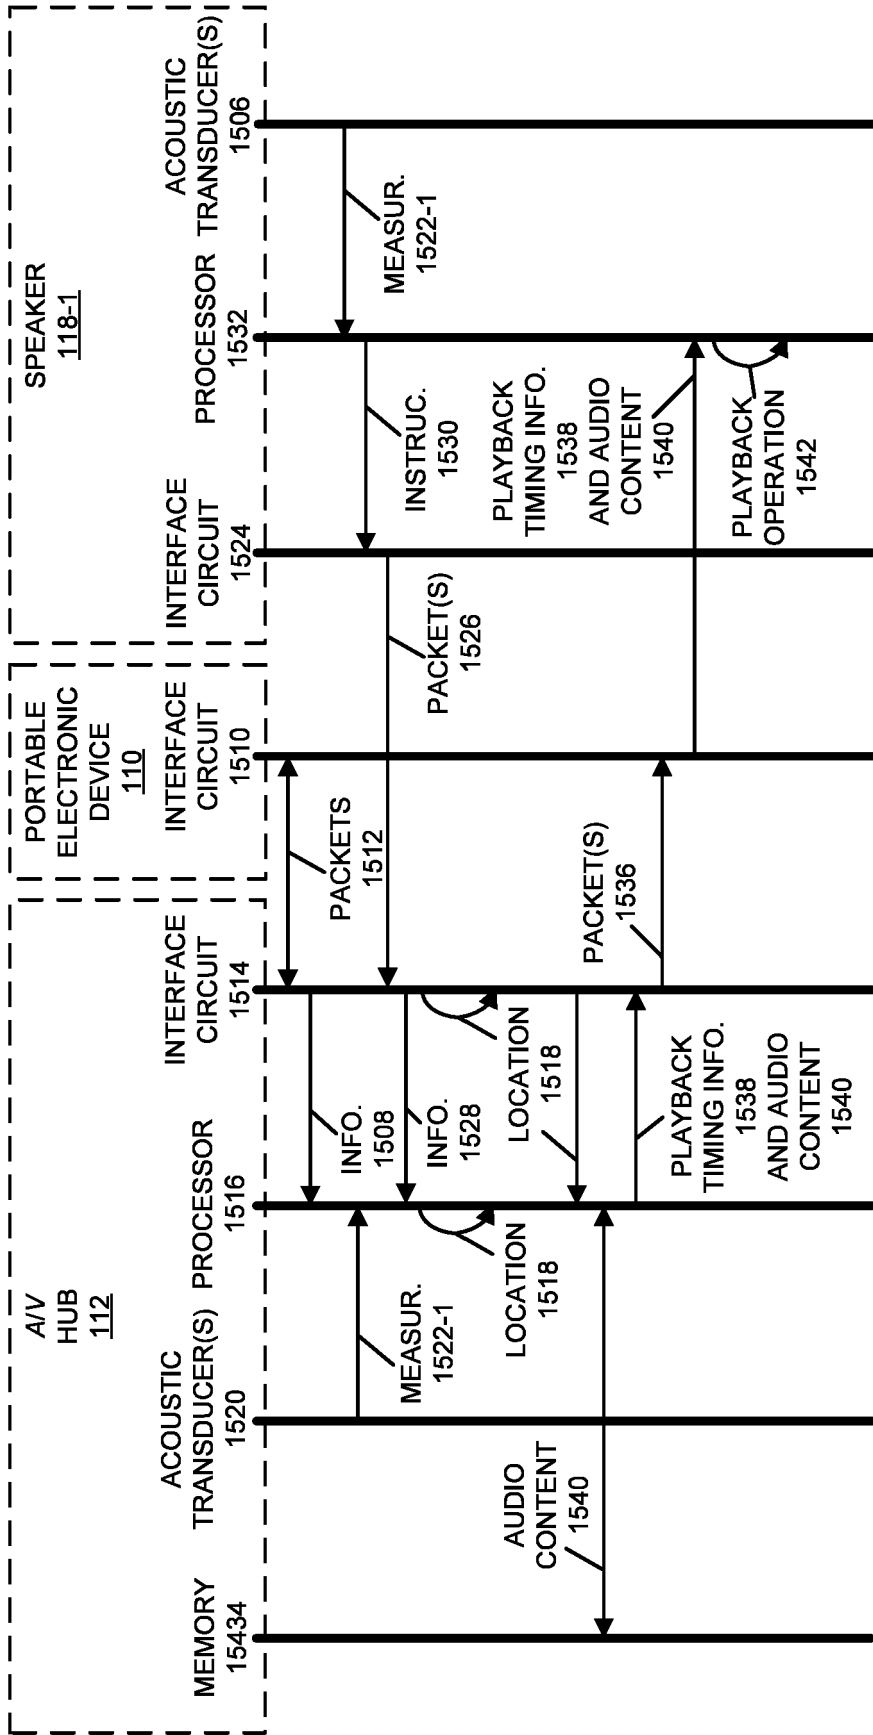 A/V
HUB
112
MEMORY
15434
ACOUSTIC
TRANSDUCER(S)
1520
PROCESSOR
1516
INTERFACE
CIRCUIT
1514
PORTABLE
ELECTRONIC
DEVICE
110
INTERFACE
CIRCUIT
1510
SPEAKER
118-1
INTERFACE
CIRCUIT
1524
PROCESSOR
1532
ACOUSTIC
TRANSDUCER(S)
1506
PACKETS
1512
INFO.
1508
MEASUR.
1522-1
MEASUR.
1522-1
INSTRUC.
1530
PACKET(S)
1526
INFO.
1528
LOCATION
1518
LOCATION
1518
AUDIO
CONTENT
1540
PLAYBACK
TIMING INFO.
1538
AND AUDIO
CONTENT
1540
PACKET(S)
1536
PLAYBACK
TIMING INFO.
1538
AND AUDIO
CONTENT
1540
PLAYBACK
OPERATION
1542